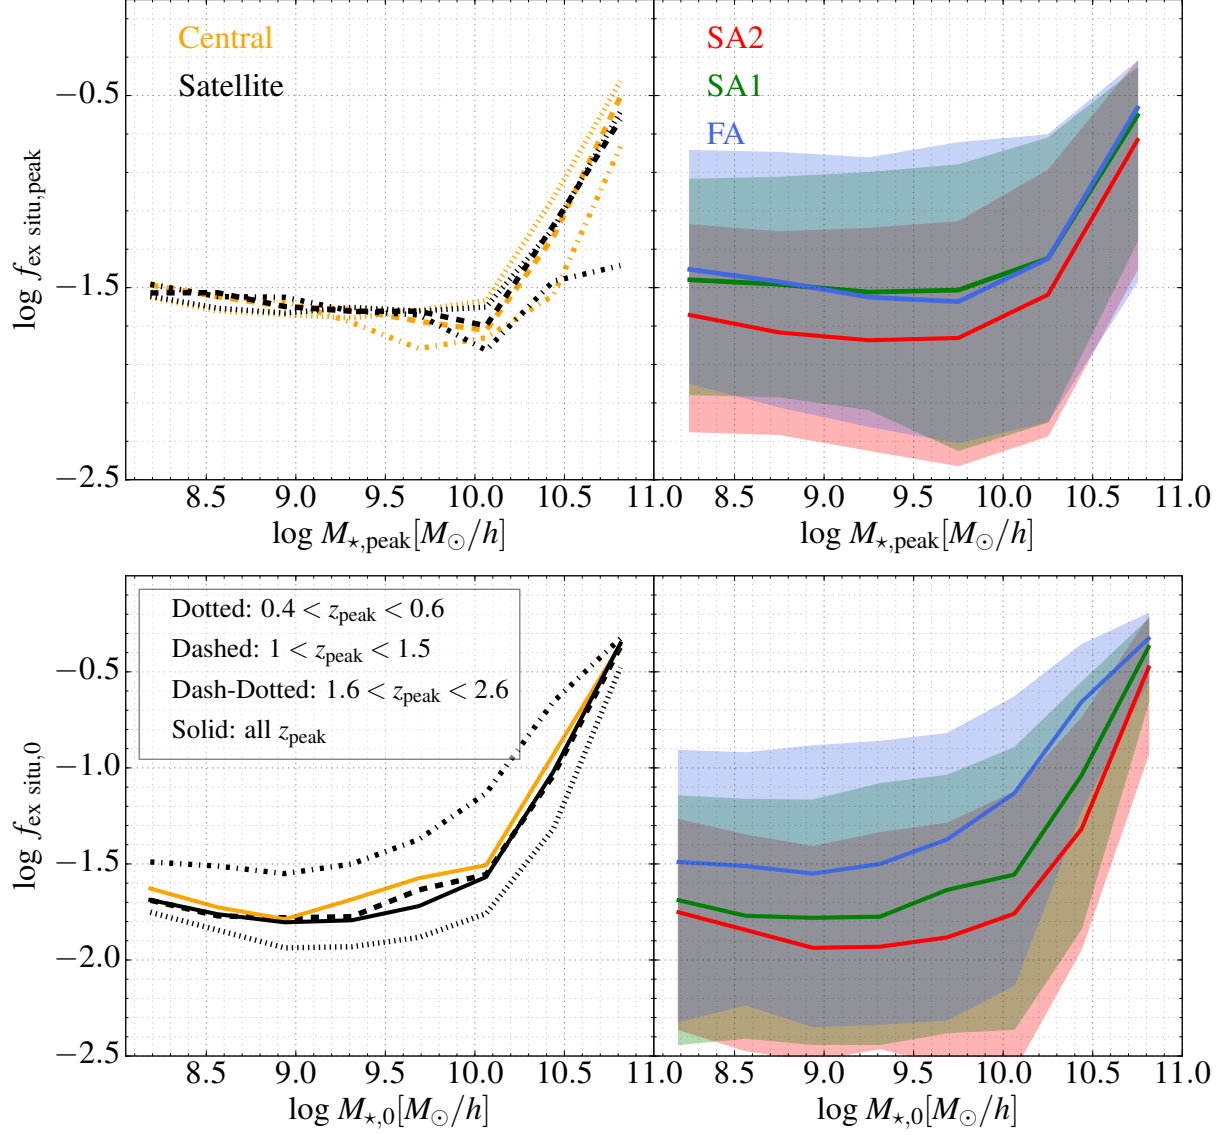 Central
Satellite
−0.5
−1.5
−2.5
log f_ex situ,peak
8.5 9.0 9.5 10.0 10.5 11.0
log M_⋆,peak[M_⊙/h]
SA2
SA1
FA
8.5 9.0 9.5 10.0 10.5 11.0
log M_⋆,peak[M_⊙/h]
Dotted: 0.4 < z_peak < 0.6
Dashed: 1 < z_peak < 1.5
Dash-Dotted: 1.6 < z_peak < 2.6
Solid: all z_peak
−0.5
−1.0
−1.5
−2.0
−2.5
log f_ex situ,0
8.5 9.0 9.5 10.0 10.5 11.0
log M_⋆,0[M_⊙/h]
8.5 9.0 9.5 10.0 10.5 11.0
log M_⋆,0[M_⊙/h]